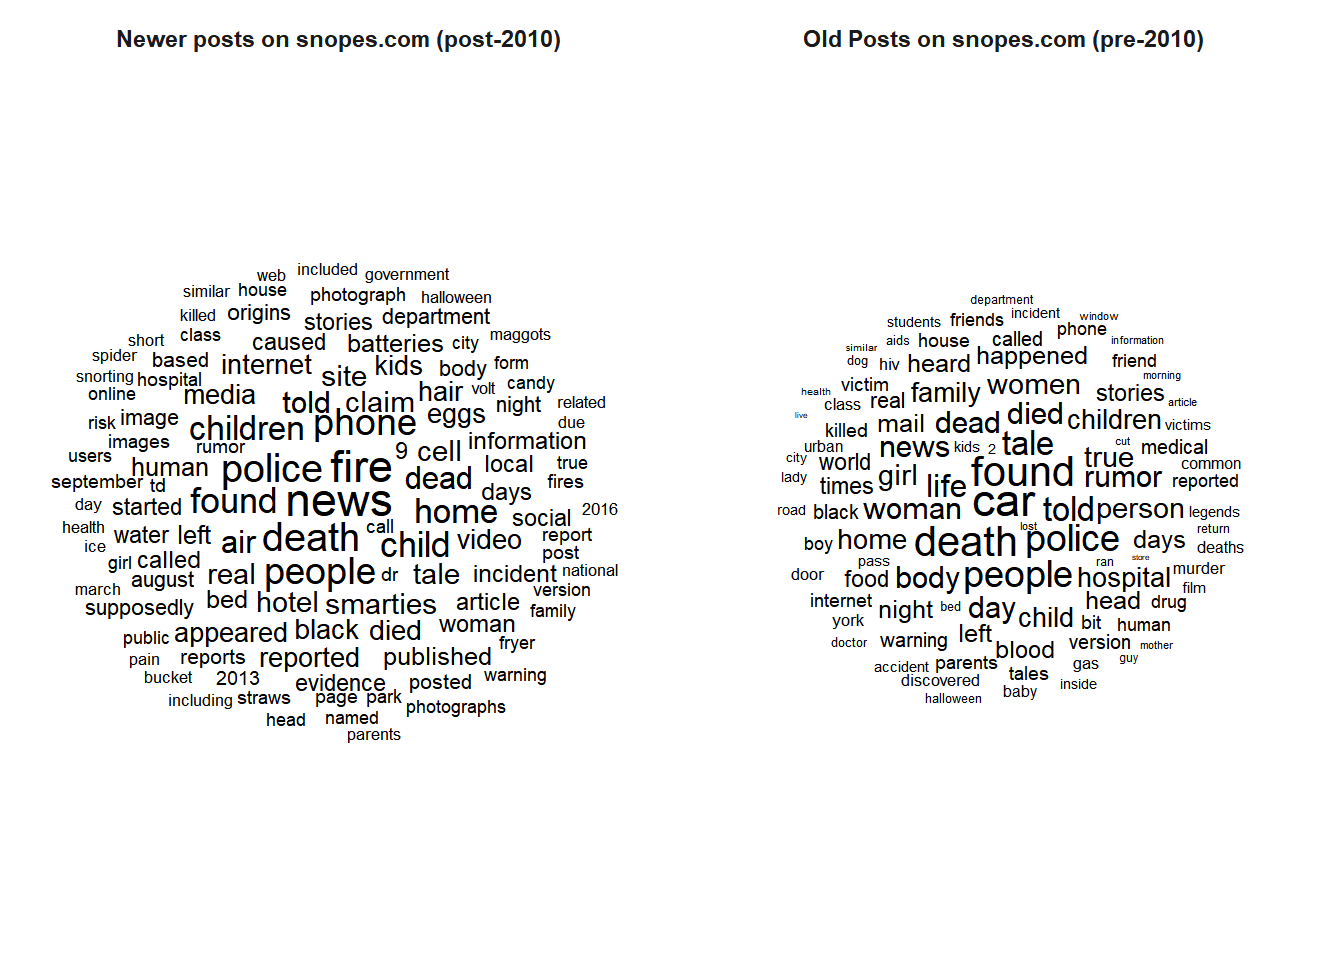 Newer posts on snopes.com (post-2010)
web included government
similar house photograph halloween
killed origins stories department
short class caused batteries city maggots
spider based internet site kids body form
snorting hospital media hair volt candy
online told claim eggs night related
risk image children phone due
users images rumor 9 cell information
human police fire dead local true
september td found news days fires
day started home social 2016
health water left air death call child video report
ice post
girl called real people dr tale incident national
march august bed hotel smarties article version
supposedly family
public appeared black died woman fryer
pain reports reported published
bucket 2013 evidence posted warning
including straws page park photographs
head named
parents
Old Posts on snopes.com (pre-2010)
department
students friends incident window
aids house called phone information
similar dog hiv heard happened friend
health victim real family women stories morning
class article
live killed mail dead died children victims
urban news kids 2 tale cut medical
city world true common
lady times girl life found rumor reported
road black woman car told person legends
boy home death lost police days return
deaths
pass store
door food body people ran hospital murder
internet night bed day child head drug film
york bit human
doctor warning left blood version mother
accident parents tales gas guy
discovered baby inside
halloween